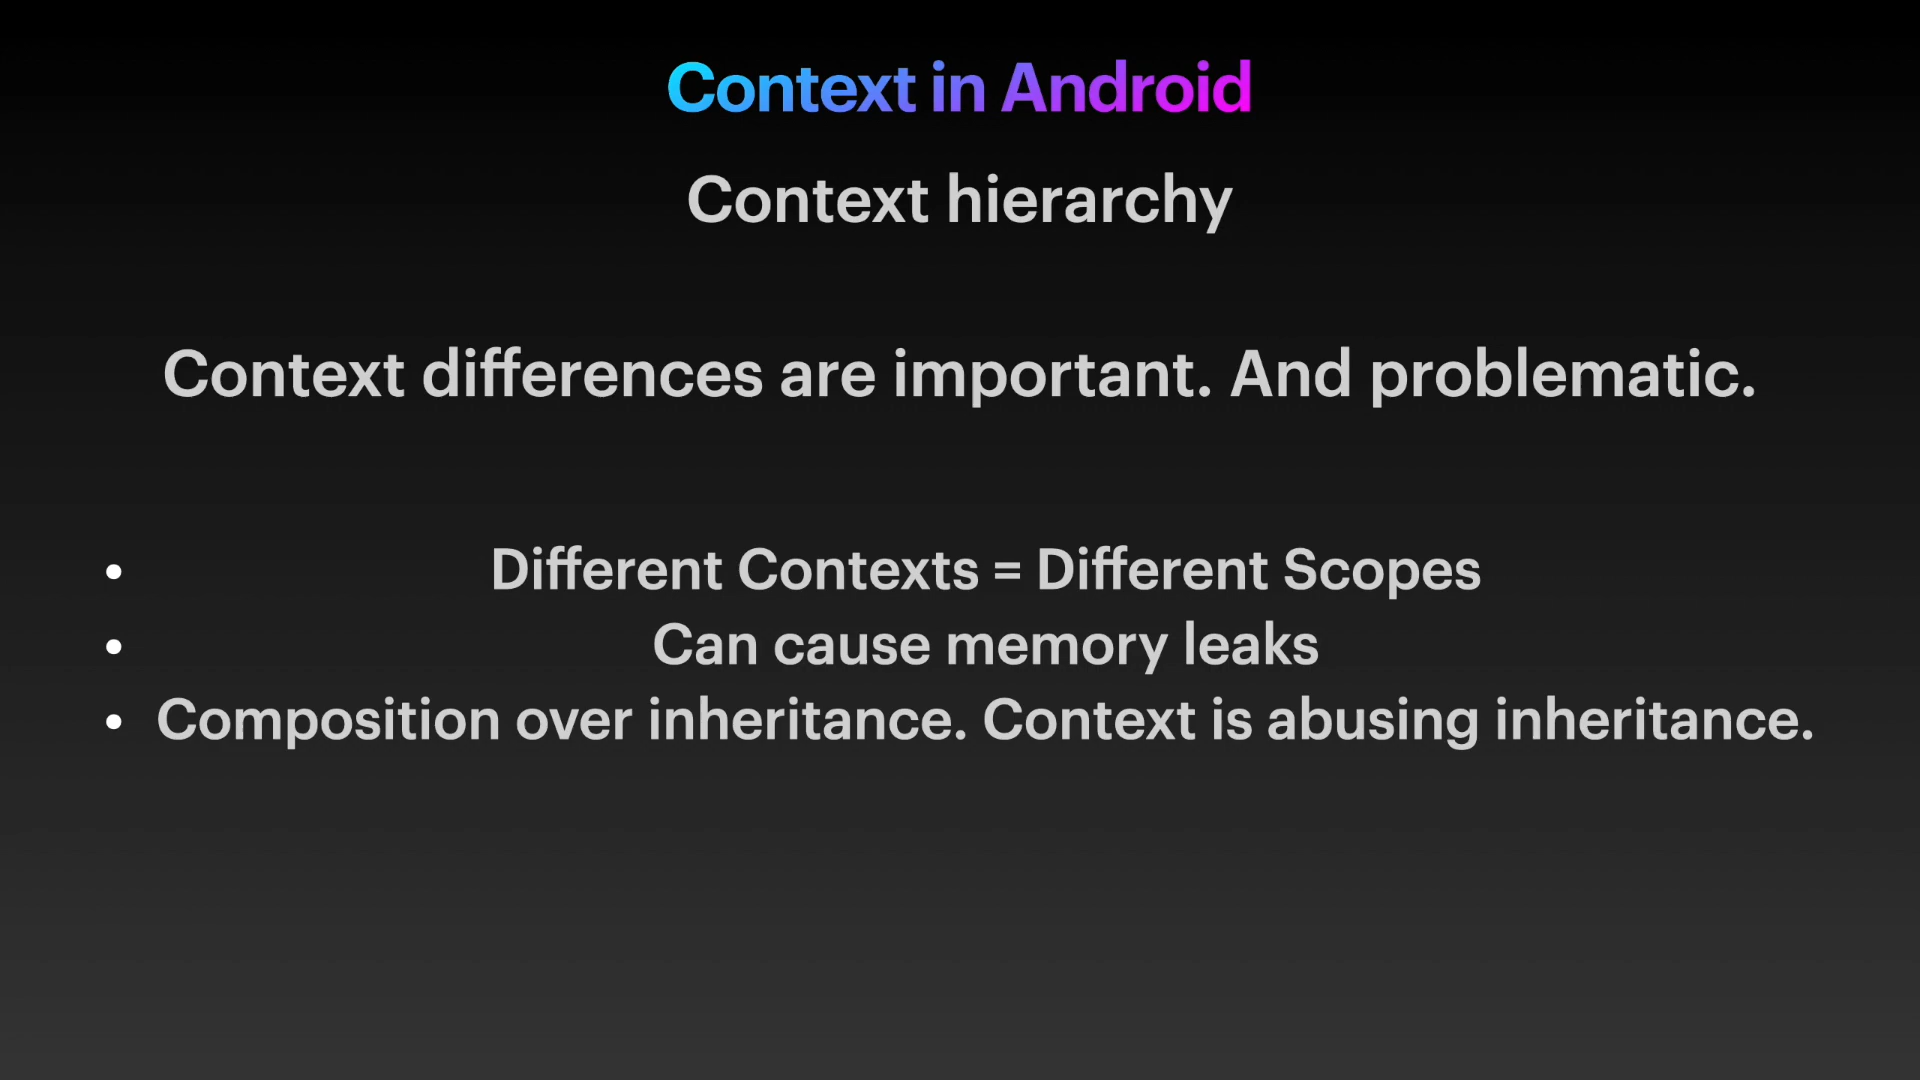 Context in Android
Context hierarchy
Context differences are important. And problematic.
• Different Contexts = Different Scopes
• Can cause memory leaks
• Composition over inheritance. Context is abusing inheritance.